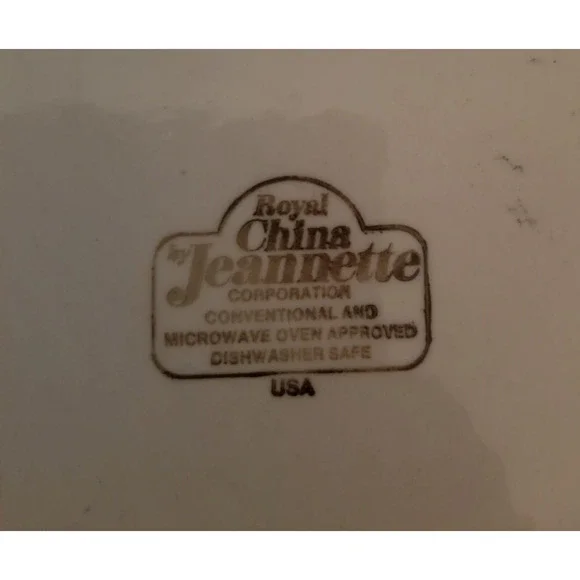 Royal
China
by Jeannette
CORPORATION
CONVENTIONAL AND
MICROWAVE OVEN APPROVED
DISHWASHER SAFE
USA